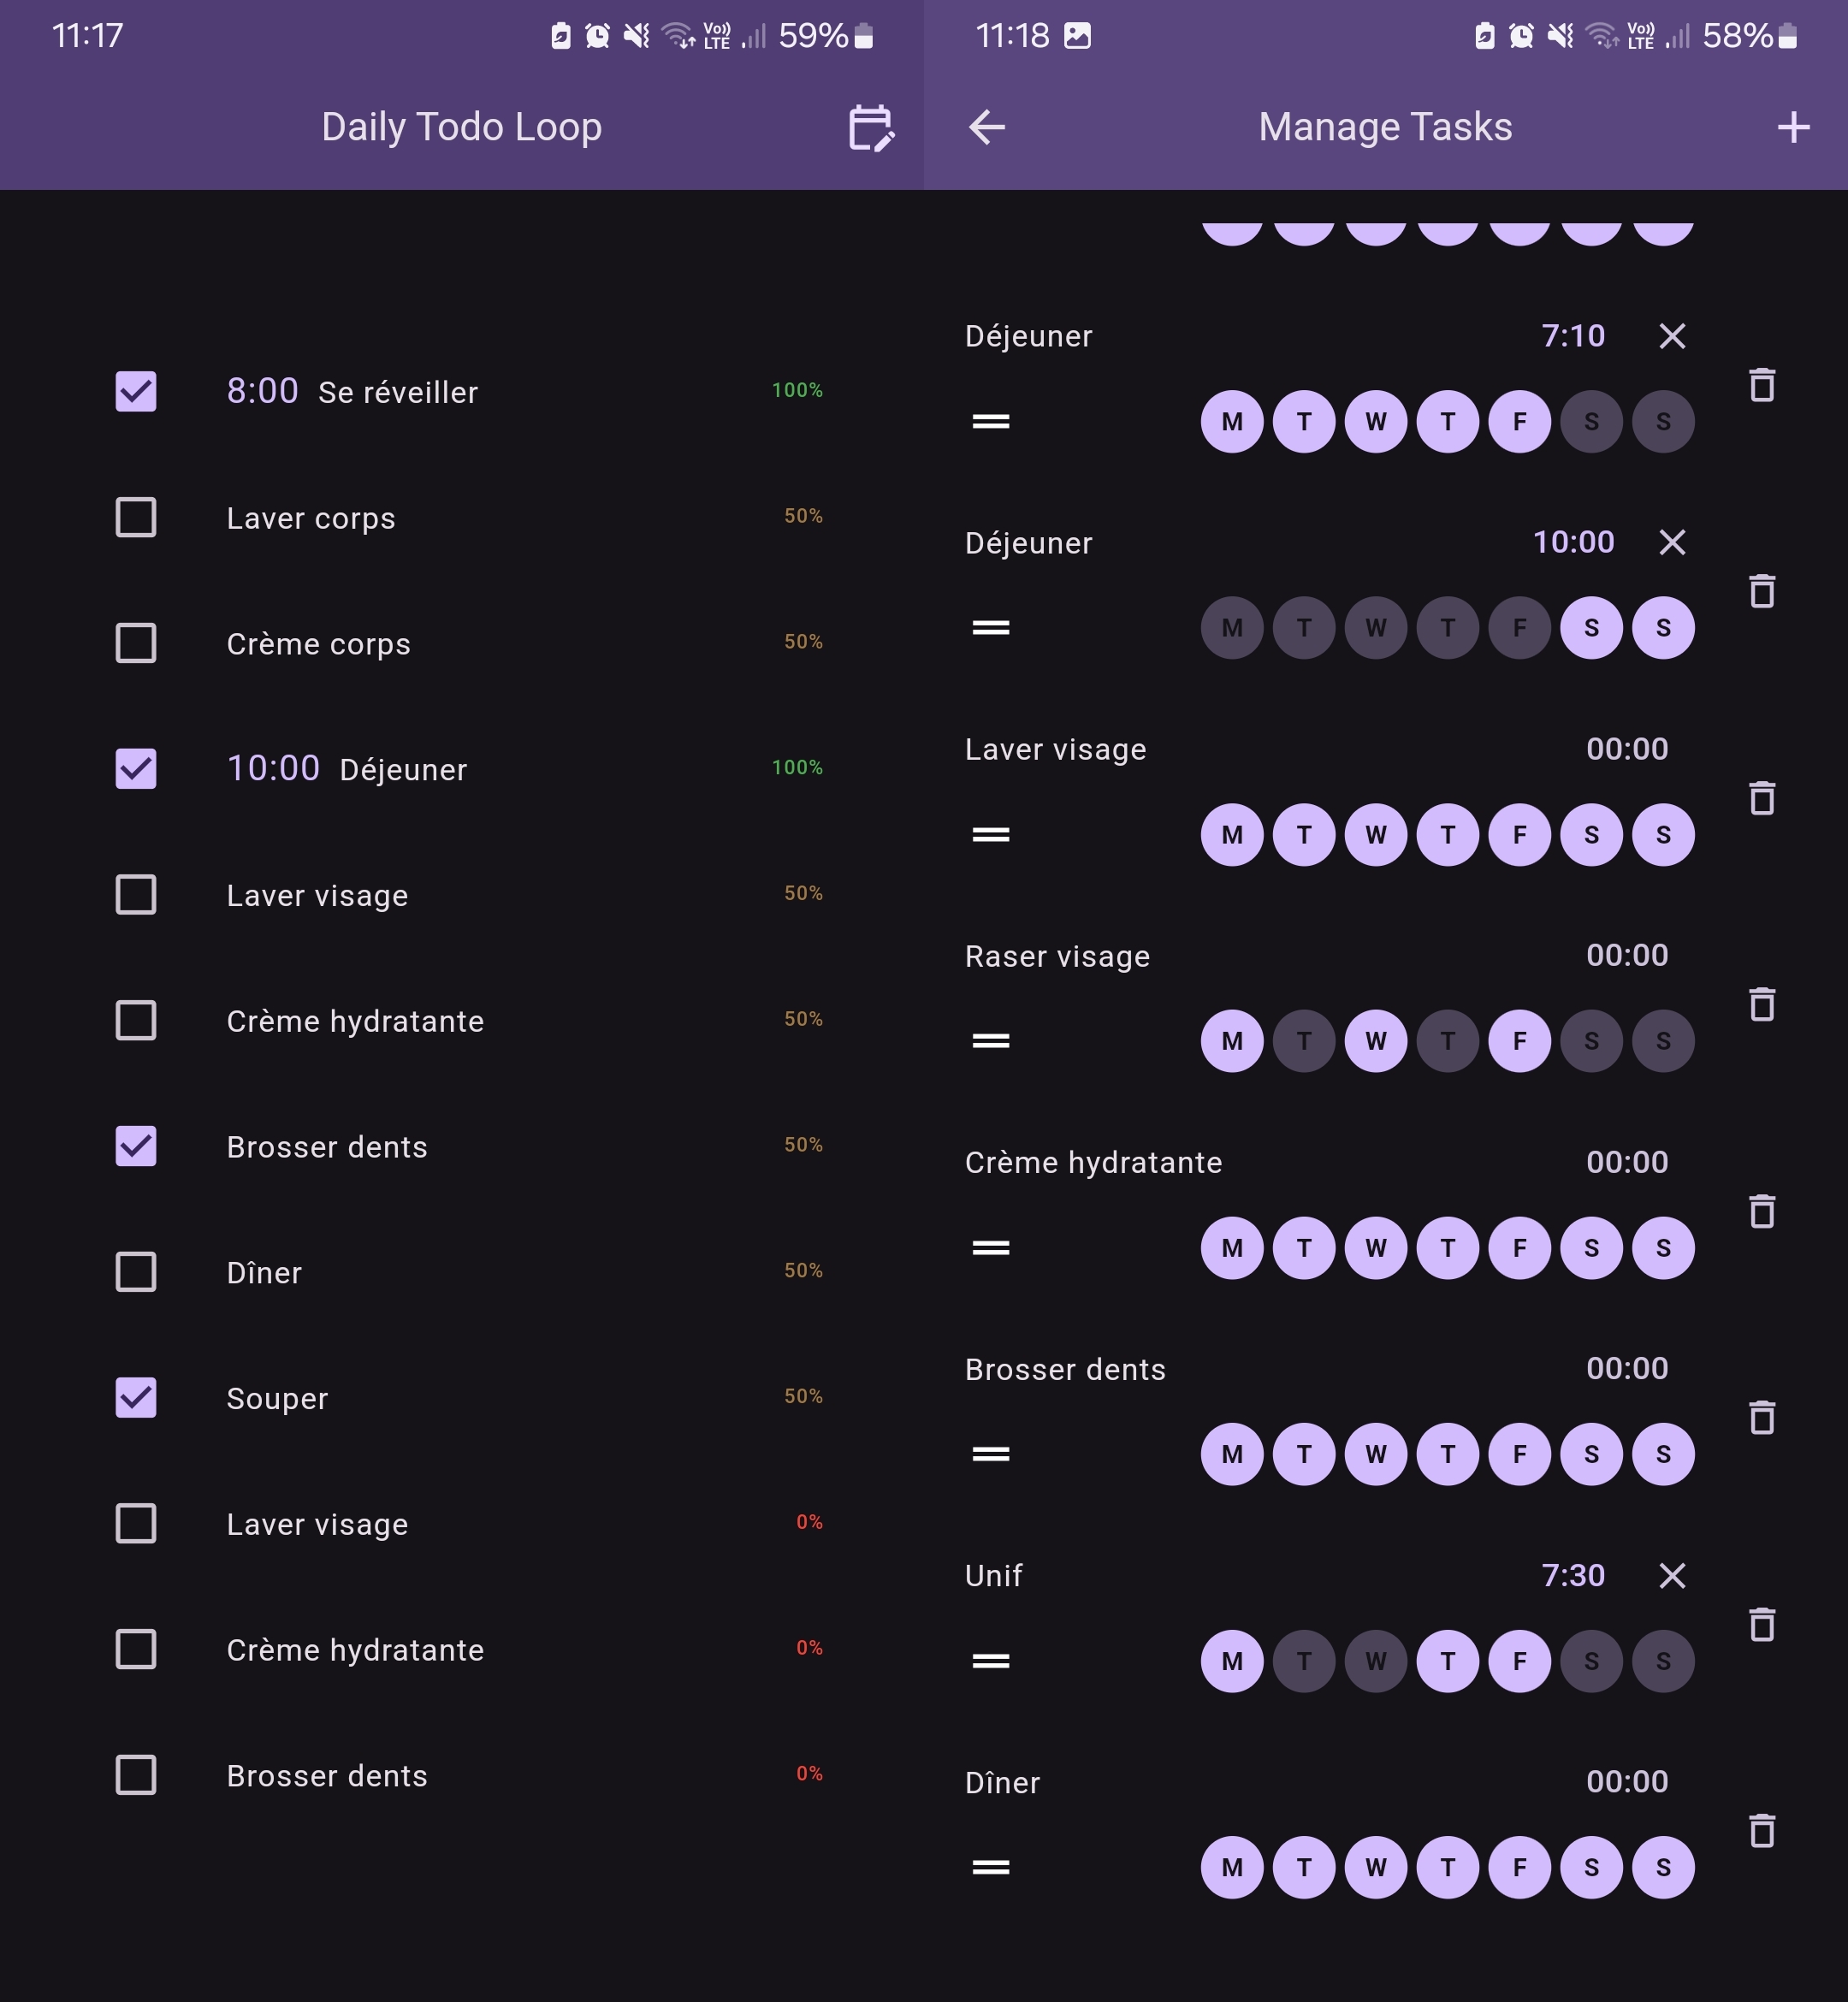 11:17
Vo)) LTE 59%
Daily Todo Loop
8:00 Se réveiller 100%
Laver corps 50%
Crème corps 50%
10:00 Déjeuner 100%
Laver visage 50%
Crème hydratante 50%
Brosser dents 50%
Dîner 50%
Souper 50%
Laver visage 0%
Crème hydratante 0%
Brosser dents 0%
11:18
Vo)) LTE 58%
Manage Tasks
Déjeuner 7:10
M T W T F S S
Déjeuner 10:00
M T W T F S S
Laver visage 00:00
M T W T F S S
Raser visage 00:00
M T W T F S S
Crème hydratante 00:00
M T W T F S S
Brosser dents 00:00
M T W T F S S
Unif 7:30
M T W T F S S
Dîner 00:00
M T W T F S S